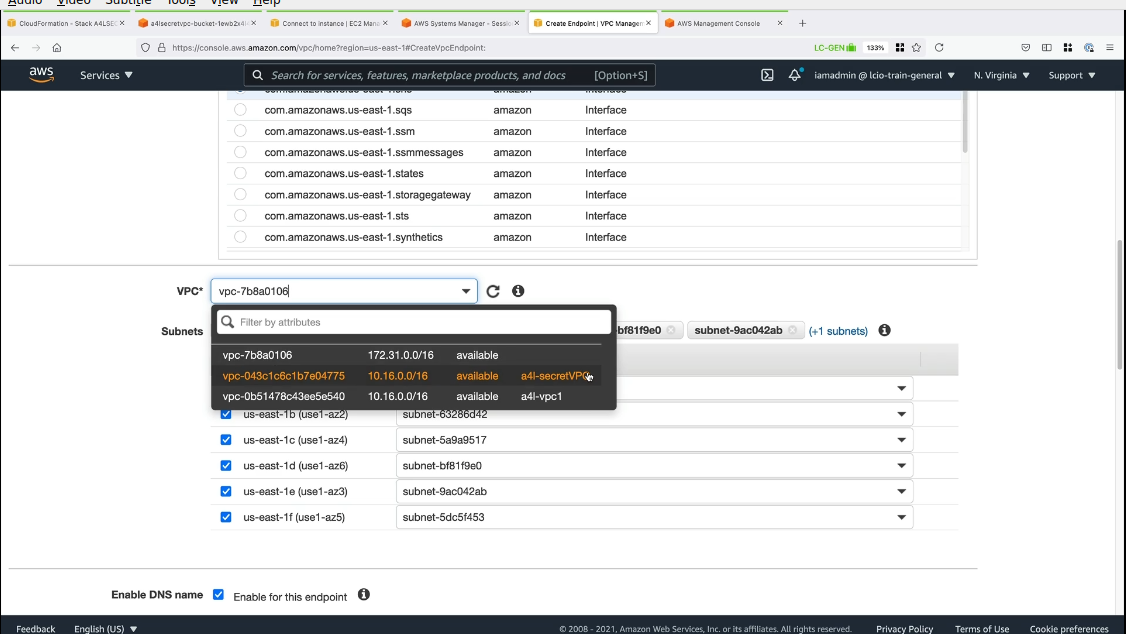 Audio Video Subtitle Tools View Help
CloudFormation - Stack A4LSEC × a4lsecretvpc-bucket-1ewb2x4 × Connect to instance | EC2 Man × AWS Systems Manager - Sessi × Create Endpoint | VPC Manager × AWS Management Console × +
https://console.aws.amazon.com/vpc/home?region=us-east-1#CreateVpcEndpoint: LC-GEN 133%
aws Services Search for services, features, marketplace products, and docs [Option+S] iamadmin @ lcio-train-general N. Virginia Support
com.amazonaws.us-east-1.sns amazon Interface
com.amazonaws.us-east-1.sqs amazon Interface
com.amazonaws.us-east-1.ssm amazon Interface
com.amazonaws.us-east-1.ssmmessages amazon Interface
com.amazonaws.us-east-1.states amazon Interface
com.amazonaws.us-east-1.storagegateway amazon Interface
com.amazonaws.us-east-1.sts amazon Interface
com.amazonaws.us-east-1.synthetics amazon Interface
VPC* vpc-7b8a0106
Subnets Filter by attributes bf81f9e0 × subnet-9ac042ab × (+1 subnets)
vpc-7b8a0106 172.31.0.0/16 available
vpc-043c1c6c1b7e04775 10.16.0.0/16 available a4l-secretVPC
vpc-0b51478c43ee5e540 10.16.0.0/16 available a4l-vpc1
us-east-1b (use1-az2) subnet-63286d42
us-east-1c (use1-az4) subnet-5a9a9517
us-east-1d (use1-az6) subnet-bf81f9e0
us-east-1e (use1-az3) subnet-9ac042ab
us-east-1f (use1-az5) subnet-5dc5f453
Enable DNS name Enable for this endpoint
Feedback English (US) © 2008 - 2021, Amazon Web Services, Inc. or its affiliates. All rights reserved. Privacy Policy Terms of Use Cookie preferences